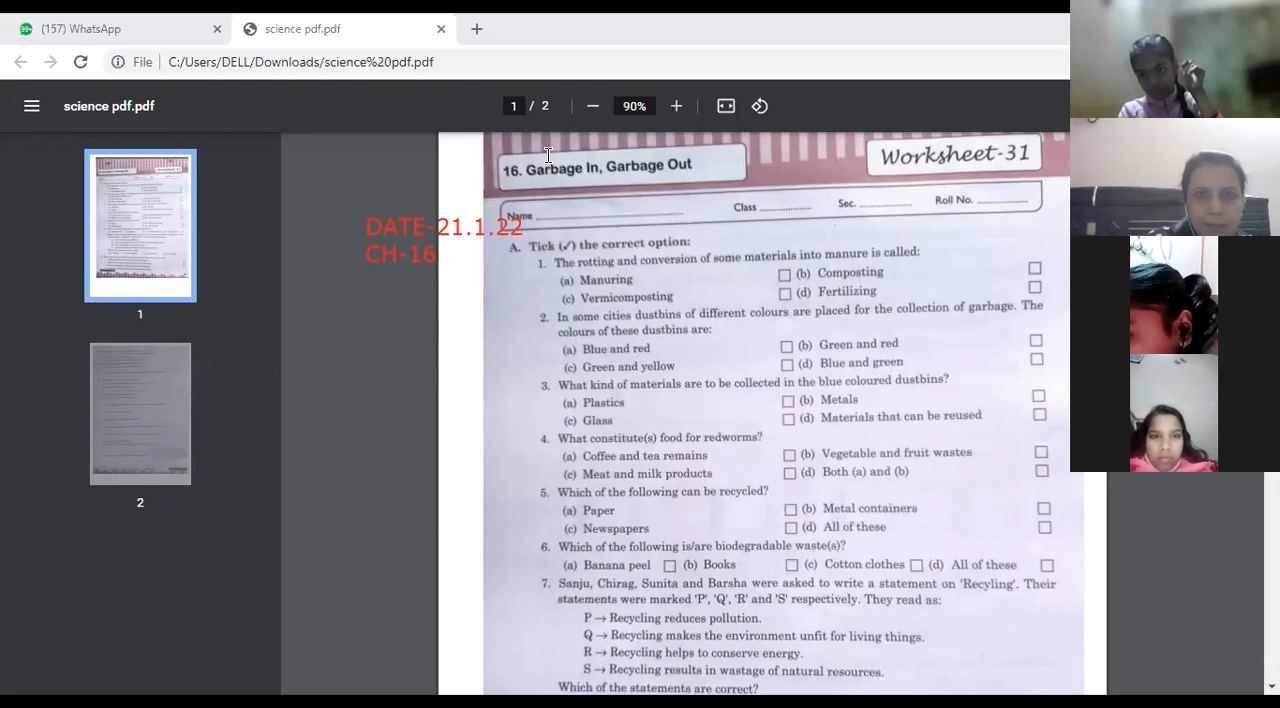 (157) WhatsApp
science pdf.pdf
File
C:/Users/DELL/Downloads/science%20pdf.pdf
science pdf.pdf
1 / 2
90%
16. Garbage In, Garbage Out
Worksheet-31
Name
Class
Sec.
Roll No.
DATE-21.1.22
CH-16
A. Tick (✓) the correct option:
1. The rotting and conversion of some materials into manure is called:
(a) Manuring
(b) Composting
(c) Vermicomposting
(d) Fertilizing
2. In some cities dustbins of different colours are placed for the collection of garbage. The
colours of these dustbins are:
(a) Blue and red
(b) Green and red
(c) Green and yellow
(d) Blue and green
3. What kind of materials are to be collected in the blue coloured dustbins?
(a) Plastics
(b) Metals
(c) Glass
(d) Materials that can be reused
4. What constitute(s) food for redworms?
(a) Coffee and tea remains
(b) Vegetable and fruit wastes
(c) Meat and milk products
(d) Both (a) and (b)
5. Which of the following can be recycled?
(a) Paper
(b) Metal containers
(c) Newspapers
(d) All of these
6. Which of the following is/are biodegradable waste(s)?
(a) Banana peel (b) Books (c) Cotton clothes (d) All of these
7. Sanju, Chirag, Sunita and Barsha were asked to write a statement on 'Recyling'. Their
statements were marked 'P', 'Q', 'R' and 'S' respectively. They read as:
P → Recycling reduces pollution.
Q → Recycling makes the environment unfit for living things.
R → Recycling helps to conserve energy.
S → Recycling results in wastage of natural resources.
Which of the statements are correct?
1
2